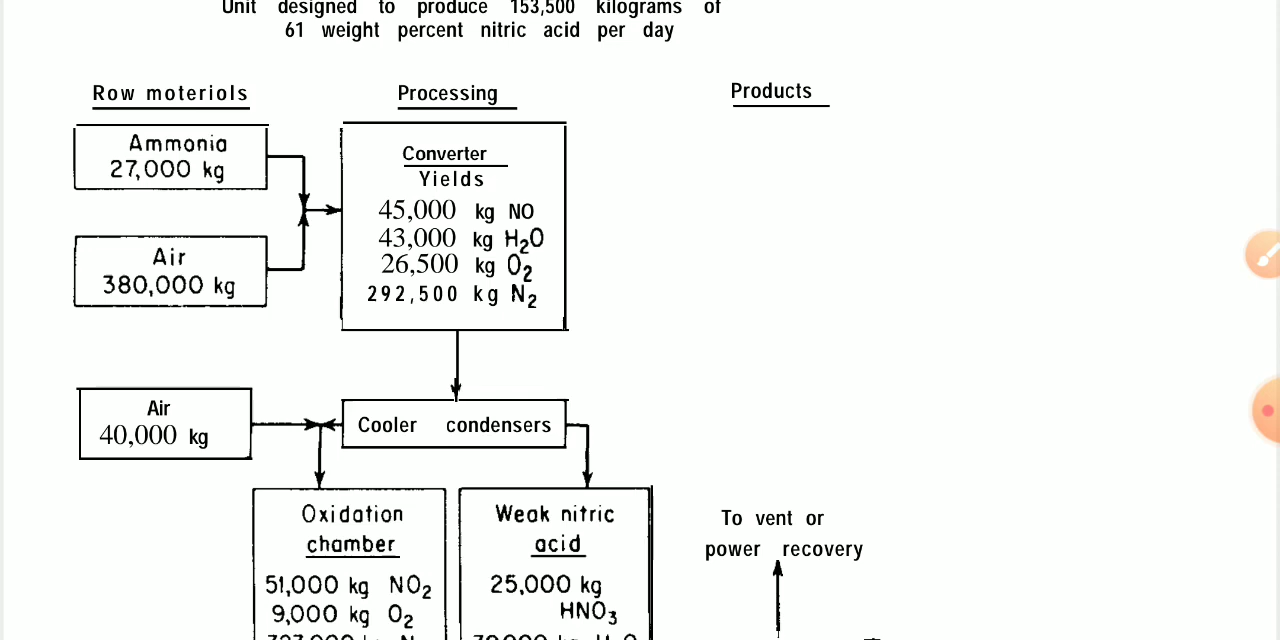 Unit designed to produce 153,500 kilograms of
61 weight percent nitric acid per day
Row moteriols
Processing
Products
Ammonia
27,000 kg
Converter
Yields
45,000 kg NO
43,000 kg H₂O
26,500 kg O₂
292,500 kg N₂
Air
380,000 kg
Air
40,000 kg
Cooler condensers
Oxidation
chamber
51,000 kg NO₂
9,000 kg O₂
Weak nitric
acid
25,000 kg
HNO₃
To vent or
power recovery